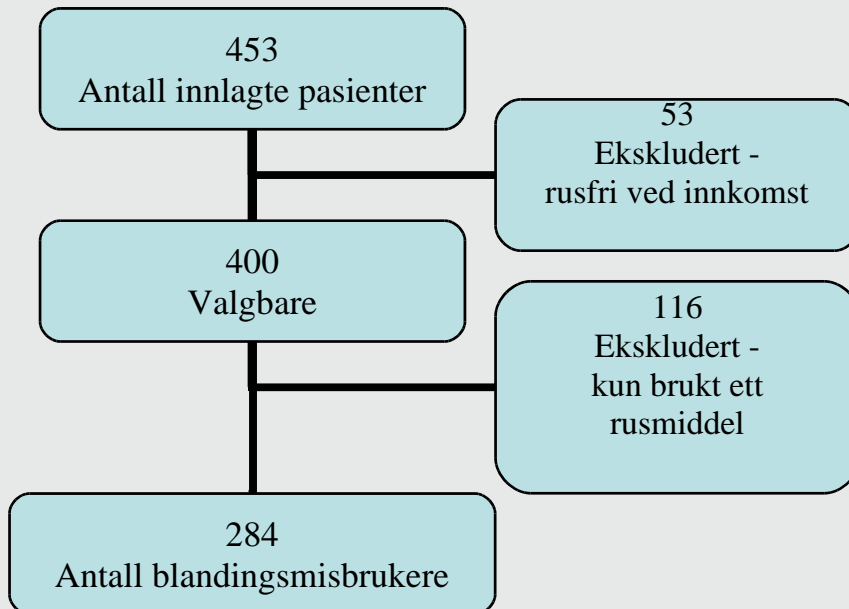 453
Antall innlagte pasienter
53
Ekskludert -
rusfri ved innkomst
400
Valgbare
116
Ekskludert -
kun brukt ett
rusmiddel
284
Antall blandingsmisbrukere